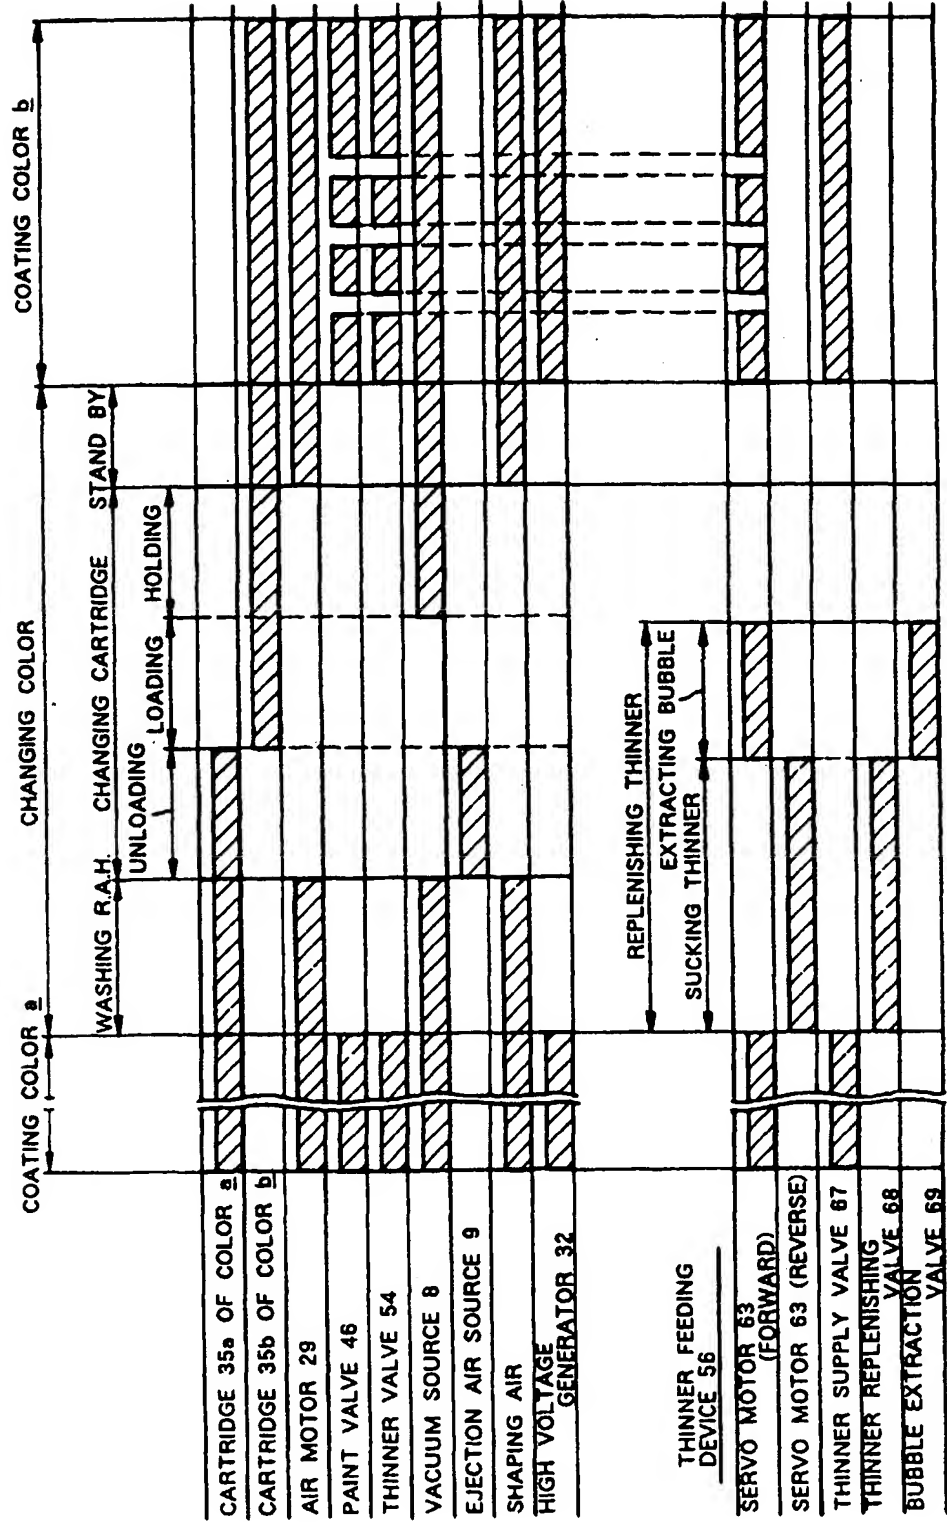 COATING COLOR a
CHANGING COLOR
COATING COLOR b
WASHING R.A.H.
CHANGING CARTRIDGE
STAND BY
UNLOADING
LOADING
HOLDING
CARTRIDGE 35a OF COLOR a
CARTRIDGE 35b OF COLOR b
AIR MOTOR 29
PAINT VALVE 46
THINNER VALVE 54
VACUUM SOURCE 8
EJECTION AIR SOURCE 9
SHAPING AIR
HIGH VOLTAGE
GENERATOR 32
REPLENISHING THINNER
EXTRACTING BUBBLE
SUCKING THINNER
THINNER FEEDING
DEVICE 56
SERVO MOTOR 63
(FORWARD)
SERVO MOTOR 63 (REVERSE)
THINNER SUPPLY VALVE 67
THINNER REPLENISHING
VALVE 68
BUBBLE EXTRACTION
VALVE 69